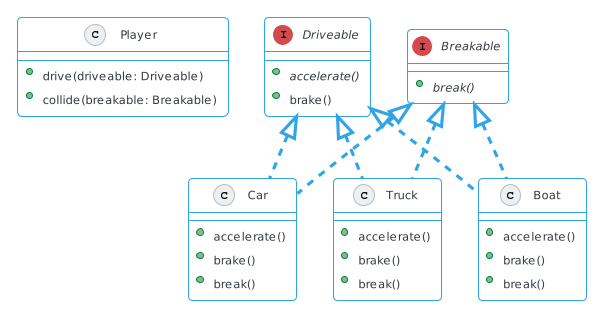 C Player
drive(driveable: Driveable)
collide(breakable: Breakable)
I Driveable
accelerate()
brake()
I Breakable
break()
C Car
accelerate()
brake()
break()
C Truck
accelerate()
brake()
break()
C Boat
accelerate()
brake()
break()